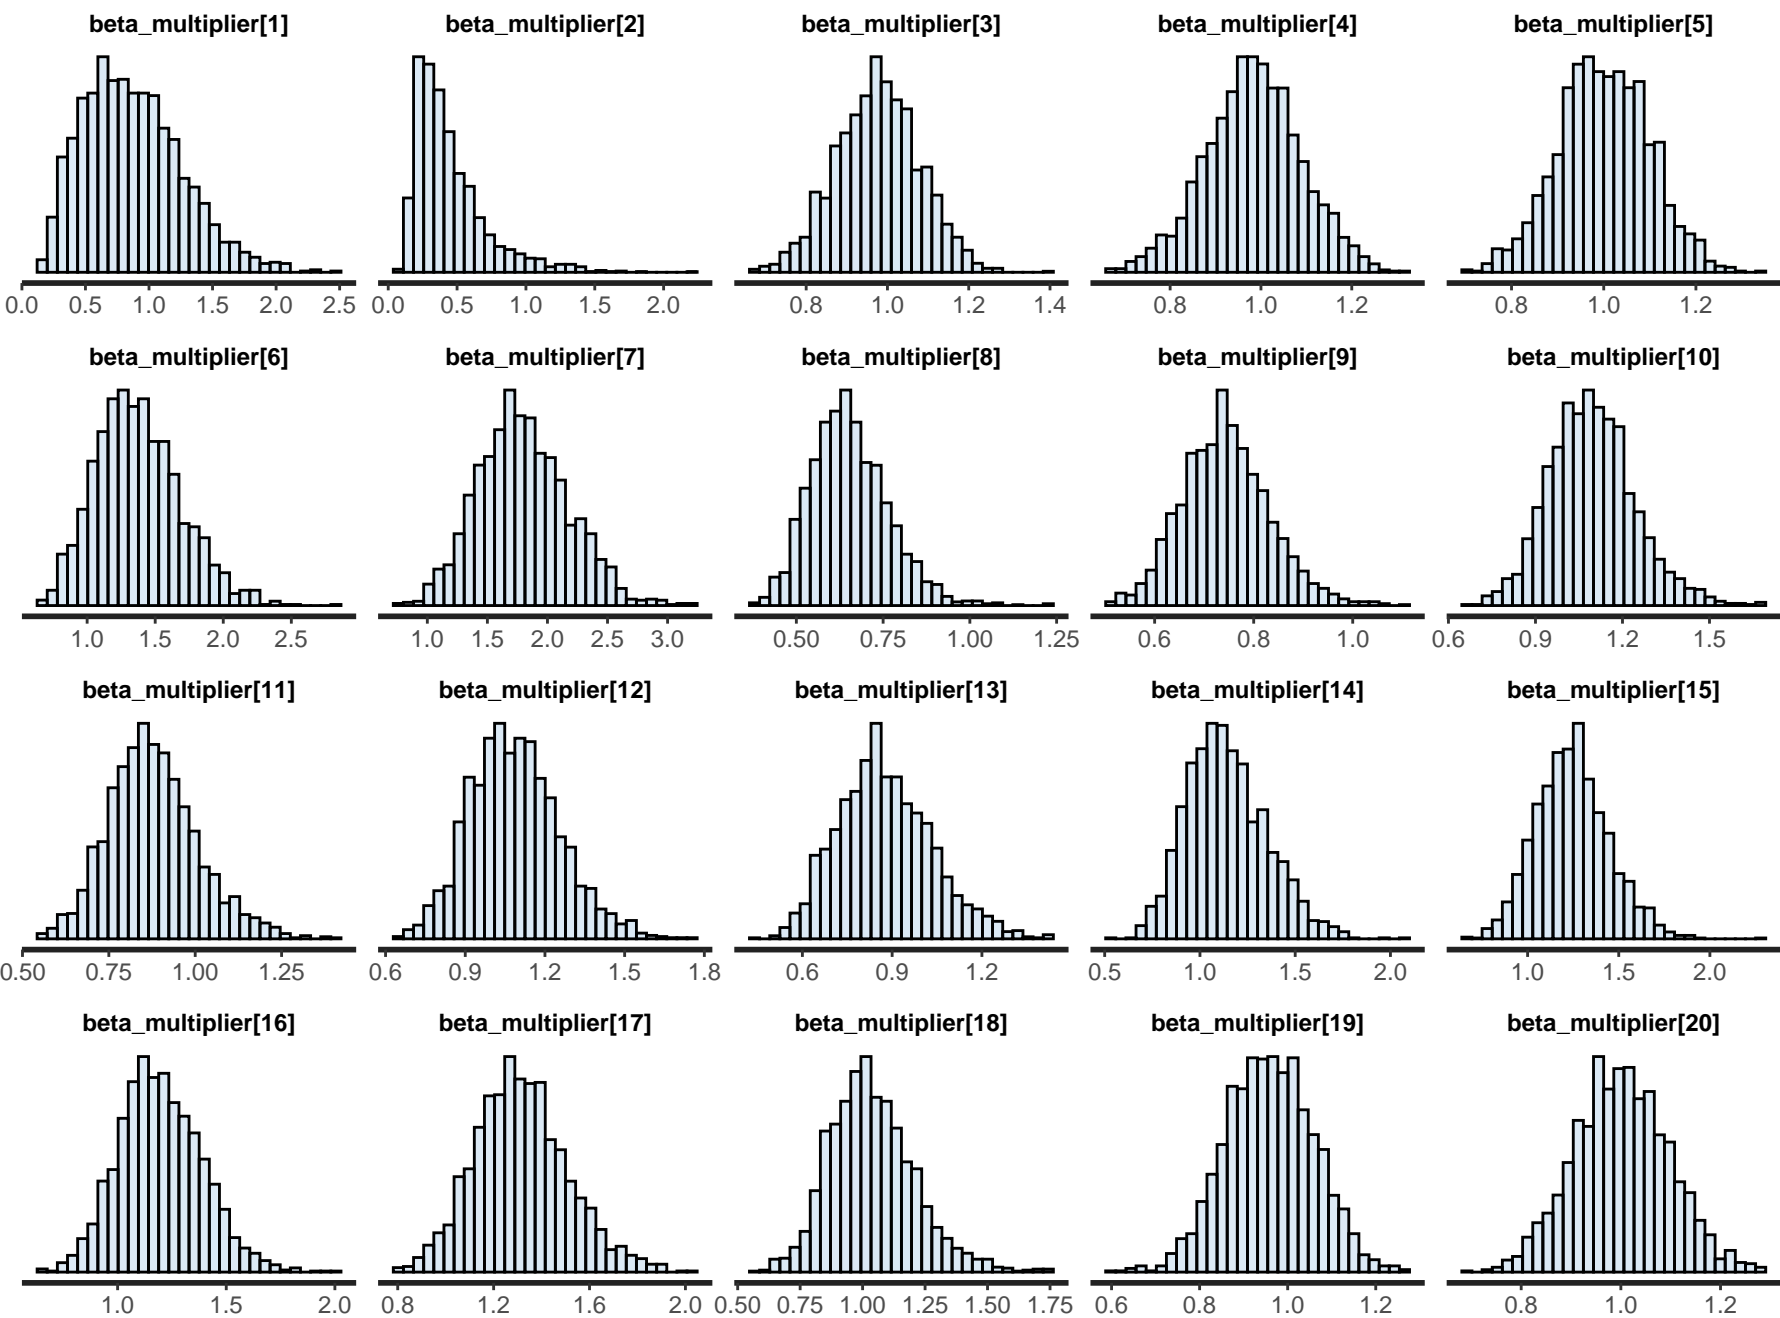 beta_multiplier[1] beta_multiplier[2] beta_multiplier[3] beta_multiplier[4] beta_multiplier[5]
0.0 0.5 1.0 1.5 2.0 2.5 0.0 0.5 1.0 1.5 2.0 0.8 1.0 1.2 1.4 0.8 1.0 1.2 0.8 1.0 1.2
beta_multiplier[6] beta_multiplier[7] beta_multiplier[8] beta_multiplier[9] beta_multiplier[10]
1.0 1.5 2.0 2.5 1.0 1.5 2.0 2.5 3.0 0.50 0.75 1.00 1.25 0.6 0.8 1.0 0.6 0.9 1.2 1.5
beta_multiplier[11] beta_multiplier[12] beta_multiplier[13] beta_multiplier[14] beta_multiplier[15]
0.50 0.75 1.00 1.25 0.6 0.9 1.2 1.5 1.8 0.6 0.9 1.2 0.5 1.0 1.5 2.0 1.0 1.5 2.0
beta_multiplier[16] beta_multiplier[17] beta_multiplier[18] beta_multiplier[19] beta_multiplier[20]
1.0 1.5 2.0 0.8 1.2 1.6 2.0 0.50 0.75 1.00 1.25 1.50 1.75 0.6 0.8 1.0 1.2 0.8 1.0 1.2